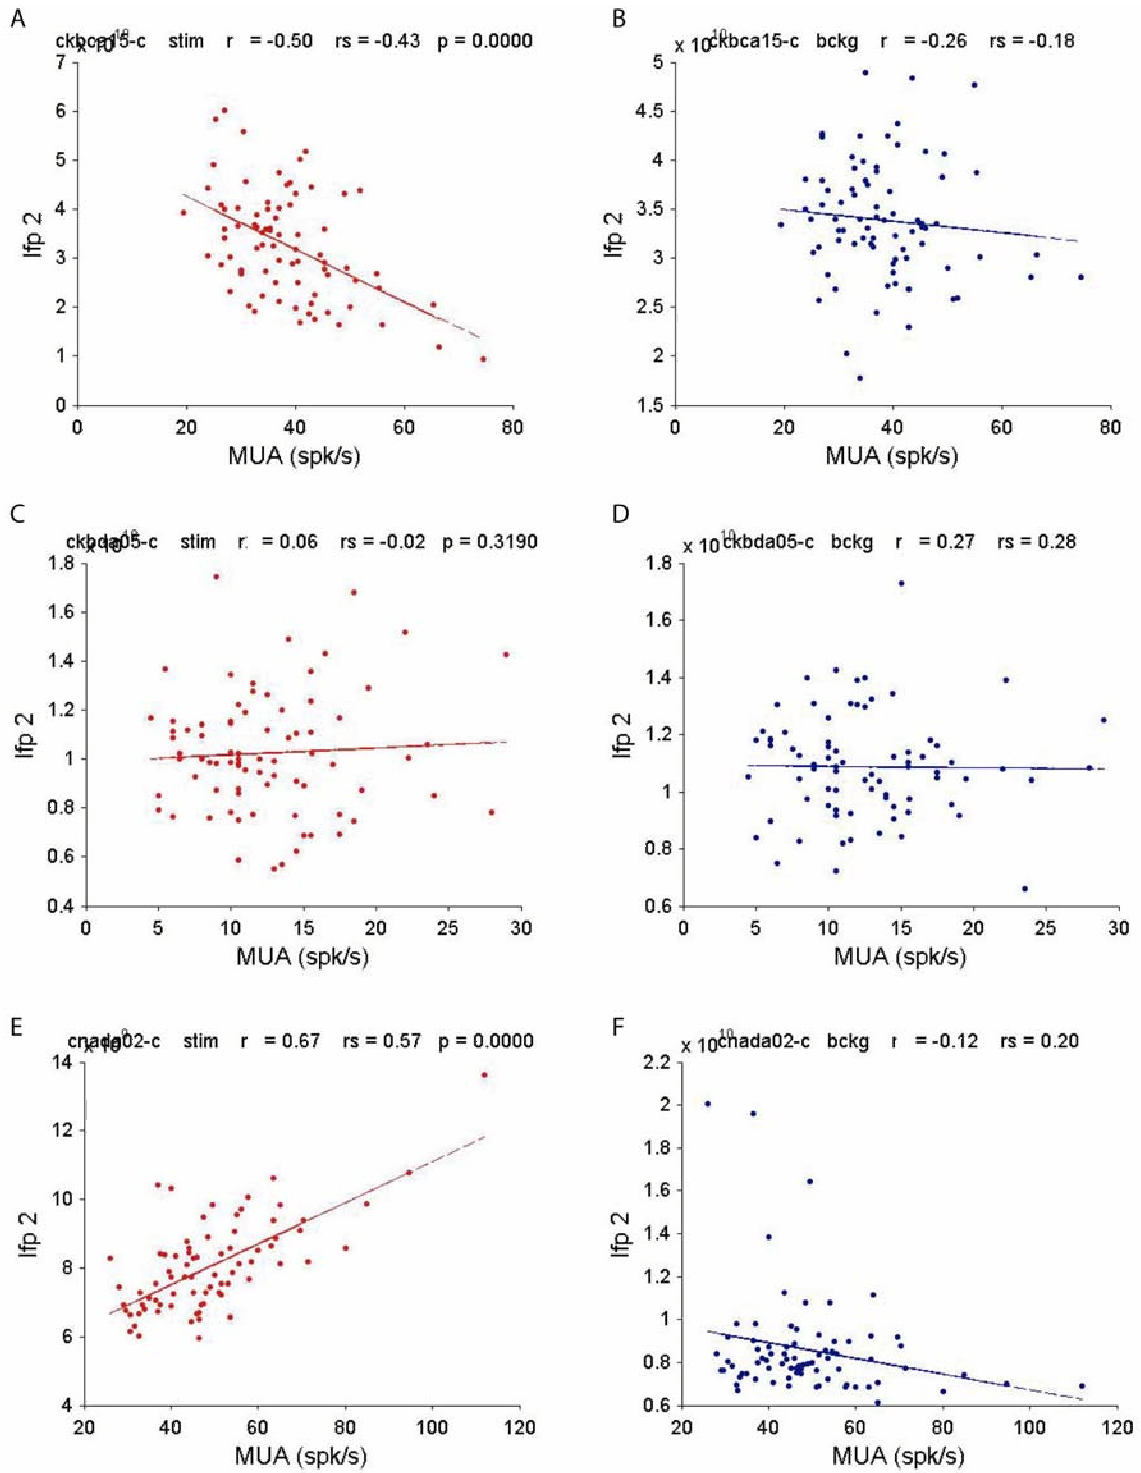 A
B
ckbca15-c stim r = -0.50 rs = -0.43 p = 0.0000
x 10^10 ckbca15-c bckg r = -0.26 rs = -0.18
7
6
5
4
3
2
1
0
lfp 2
0 20 40 60 80
MUA (spk/s)
5
4.5
4
3.5
3
2.5
2
1.5
lfp 2
0 20 40 60 80
MUA (spk/s)
C
D
ckbda05-c stim r = 0.06 rs = -0.02 p = 0.3190
x 10^10 ckbda05-c bckg r = 0.27 rs = 0.28
1.8
1.6
1.4
1.2
1
0.8
0.6
0.4
lfp 2
0 5 10 15 20 25 30
MUA (spk/s)
1.8
1.6
1.4
1.2
1
0.8
0.6
lfp 2
0 5 10 15 20 25 30
MUA (spk/s)
E
F
cnada02-c stim r = 0.67 rs = 0.57 p = 0.0000
x 10^10 cnada02-c bckg r = -0.12 rs = 0.20
14
12
10
8
6
4
lfp 2
20 40 60 80 100 120
MUA (spk/s)
2.2
2
1.8
1.6
1.4
1.2
1
0.8
0.6
lfp 2
20 40 60 80 100 120
MUA (spk/s)